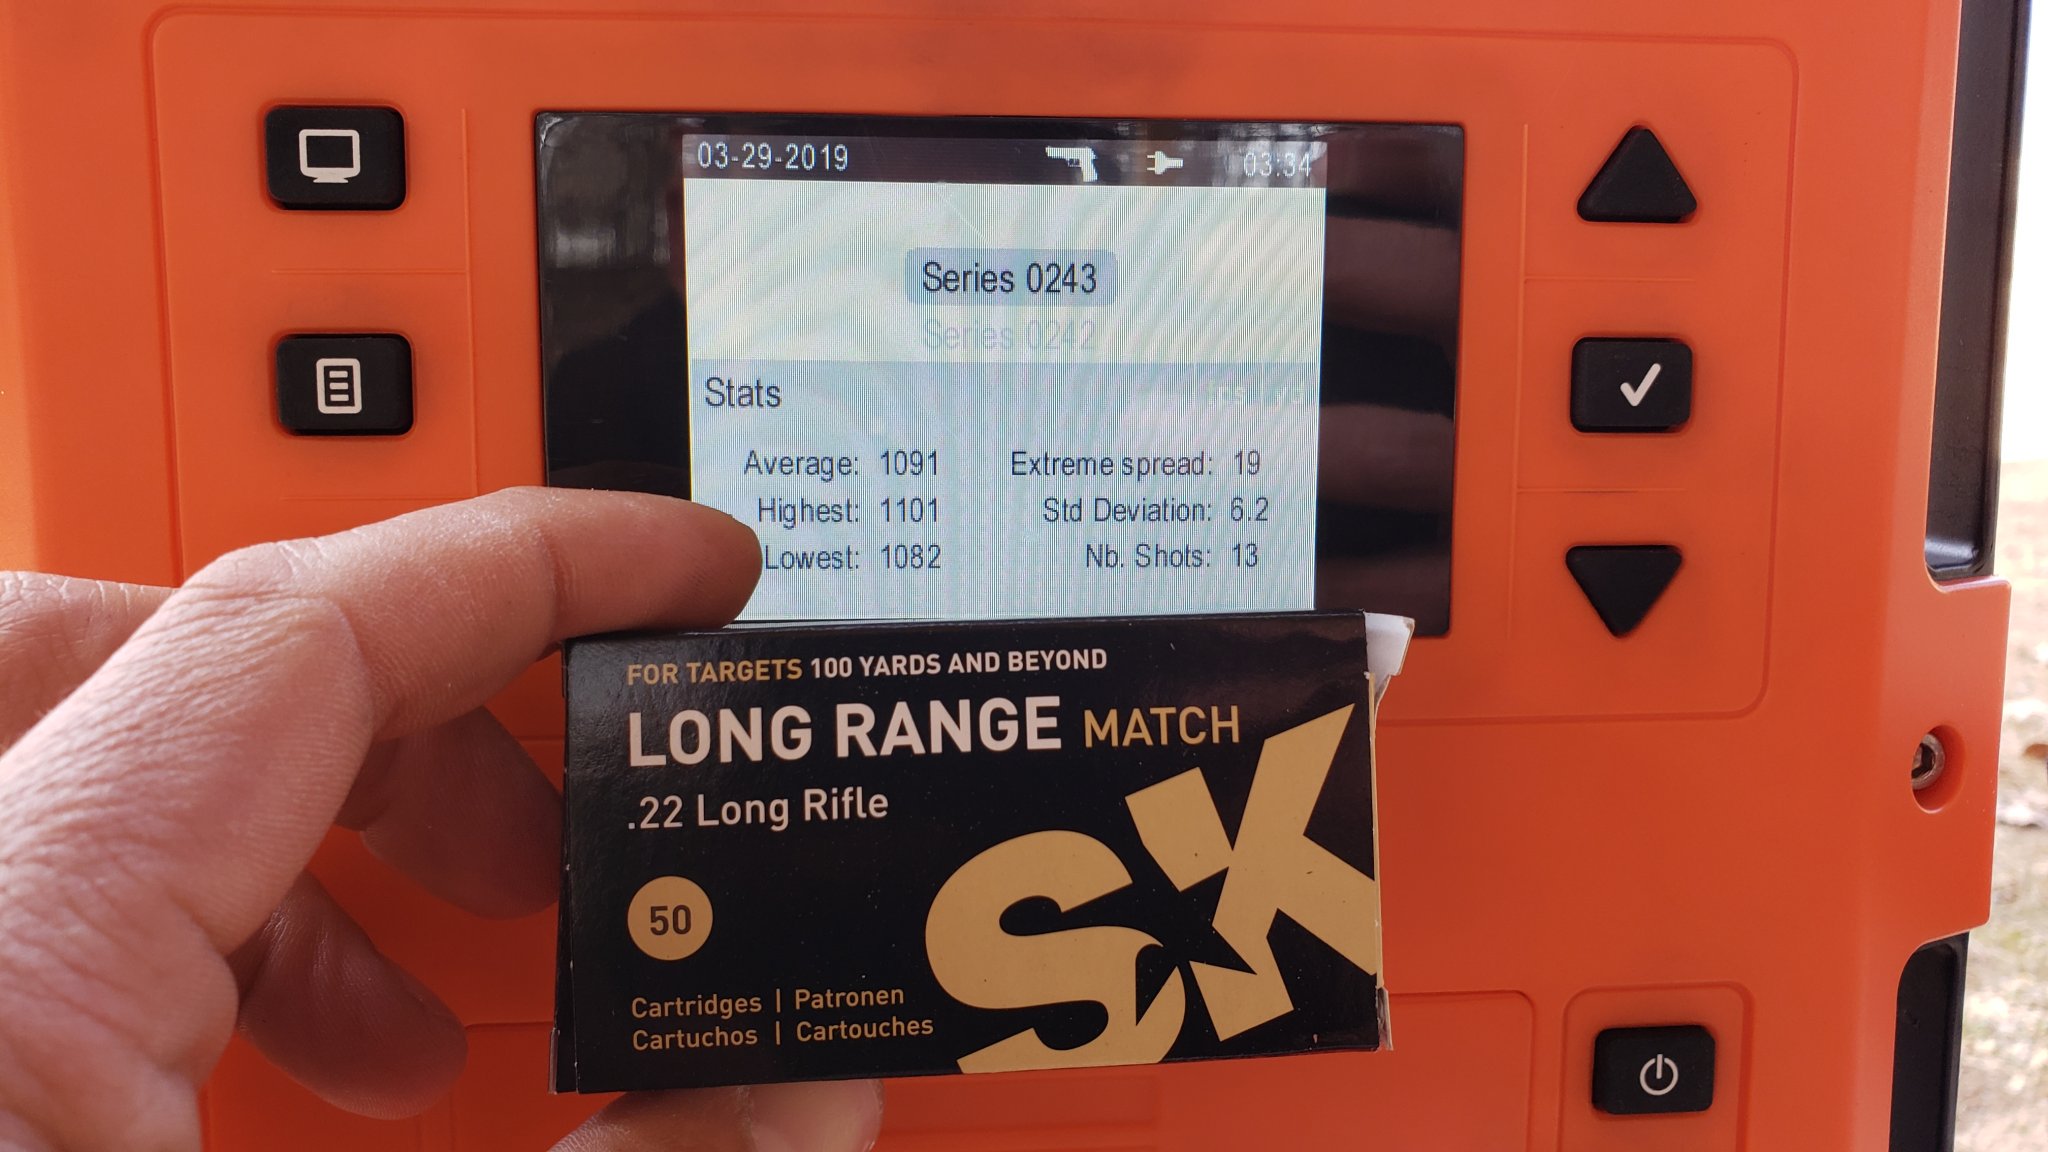 03-29-2019 03:34
Series 0243
Series 0242
Stats
Average: 1091 Extreme spread: 19
Highest: 1101 Std Deviation: 6.2
Lowest: 1082 Nb. Shots: 13
FOR TARGETS 100 YARDS AND BEYOND
LONG RANGE MATCH
.22 Long Rifle
SK
50
Cartridges | Patronen
Cartuchos | Cartouches